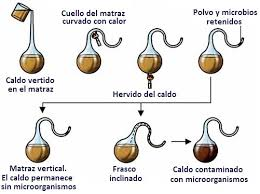 Cuello del matraz
curvado con calor
Polvo y microbios
retenidos
Caldo vertido
en el matraz
Hervido del caldo
Matraz vertical.
El caldo permanece
sin microorganismos
Frasco
inclinado
Caldo contaminado
con microorganismos